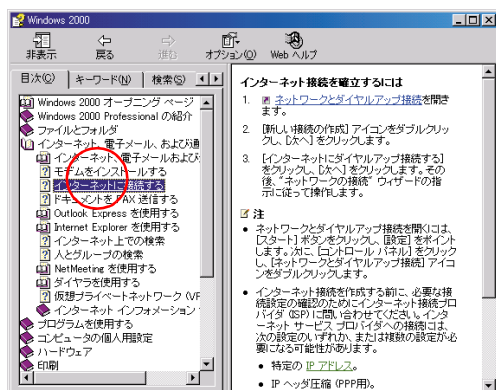 Windows 2000
非表示
戻る
進む
オプション(O)
Web ヘルプ
目次(C)
キーワード(N)
検索(S)
Windows 2000 オープニング ページ
Windows 2000 Professional の紹介
ファイルとフォルダ
インターネット、電子メール、および通
インターネット、電子メールおよび
モデムをインストールする
インターネットに接続する
ドキュメントを FAX 送信する
Outlook Express を使用する
Internet Explorer を使用する
インターネット上での検索
人とグループの検索
NetMeeting を使用する
ダイヤラを使用する
仮想プライベートネットワーク (VP
インターネット インフォメーション
プログラムを使用する
コンピュータの個人用設定
ハードウェア
印刷
インターネット接続を確立するには
1. ネットワークとダイヤルアップ接続を開き
ます。
2. [新しい接続の作成] アイコンをダブルクリッ
クし、[次へ] をクリックします。
3. [インターネットにダイヤルアップ接続する]
をクリックし、[次へ] をクリックします。その
後、"ネットワークの接続" ウィザードの指
示に従って操作します。
注
• ネットワークとダイヤルアップ接続を開くには、
[スタート] ボタンをクリックし、[設定] をポイント
します。次に、[コントロール パネル] をクリック
し、[ネットワークとダイヤルアップ接続] アイコ
ンをダブルクリックします。
• インターネット接続を作成する前に、必要な接
続設定の確認のためにインターネット接続プロ
バイダ (ISP) に問い合わせてください。インタ
ーネット サービス プロバイダへの接続には、
次の設定のいずれか、または複数の設定が必
要になる可能性があります。
• 特定の IP アドレス。
• IP ヘッダ圧縮 (PPP用)。